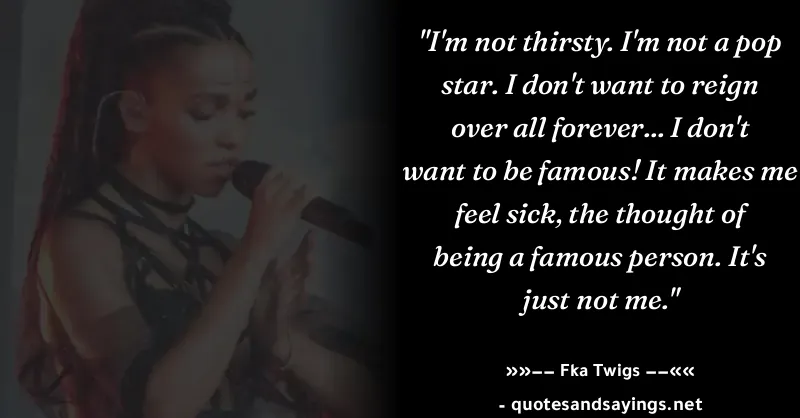 "I'm not thirsty. I'm not a pop
star. I don't want to reign
over all forever... I don't
want to be famous! It makes me
feel sick, the thought of
being a famous person. It's
just not me."
»»−− Fka Twigs −−««
- quotesandsayings.net